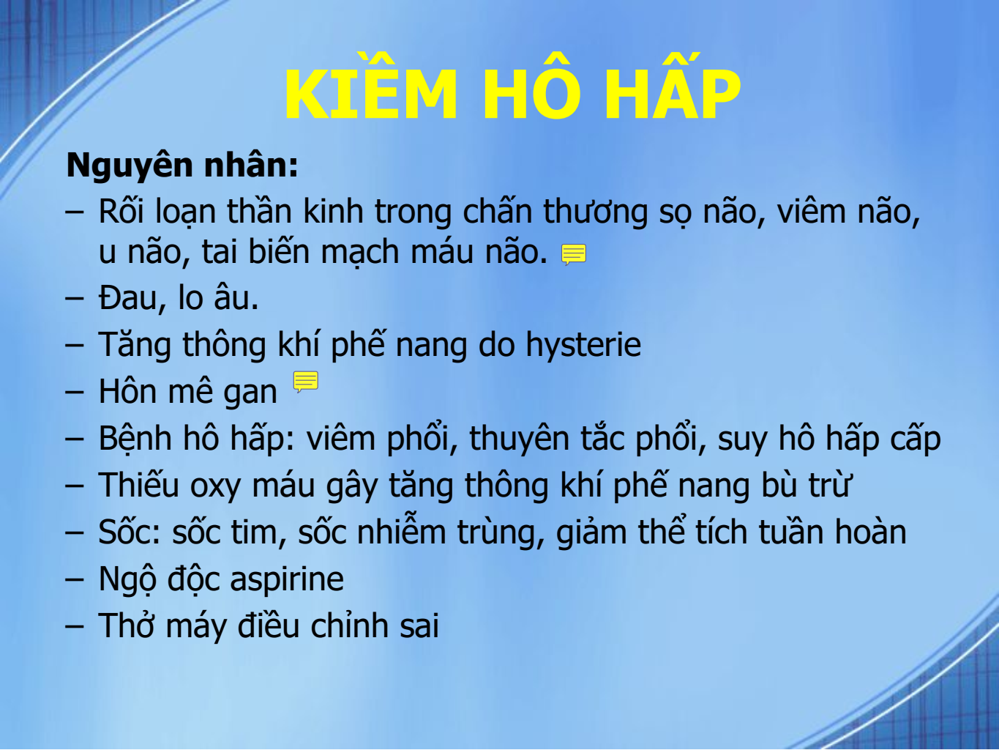 KIỀM HÔ HẤP
Nguyên nhân:
– Rối loạn thần kinh trong chấn thương sọ não, viêm não,
u não, tai biến mạch máu não.
– Đau, lo âu.
– Tăng thông khí phế nang do hysterie
– Hôn mê gan
– Bệnh hô hấp: viêm phổi, thuyên tắc phổi, suy hô hấp cấp
– Thiếu oxy máu gây tăng thông khí phế nang bù trừ
– Sốc: sốc tim, sốc nhiễm trùng, giảm thể tích tuần hoàn
– Ngộ độc aspirine
– Thở máy điều chỉnh sai